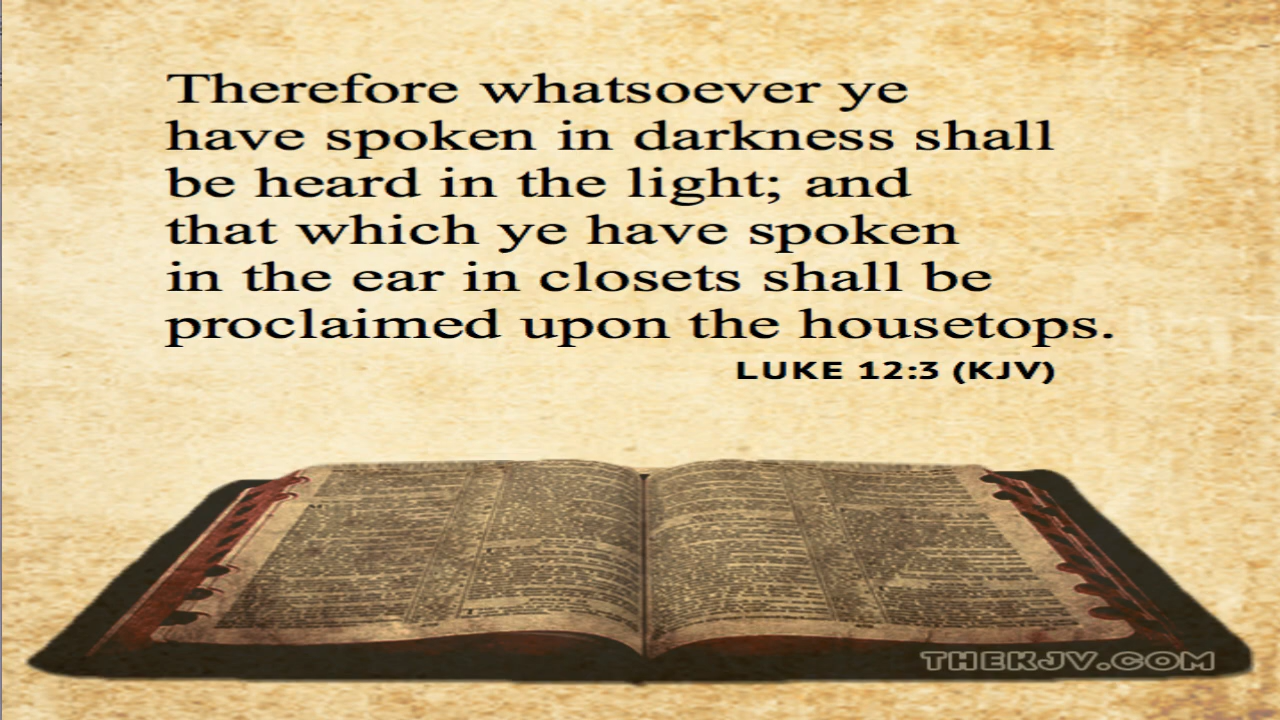 Therefore whatsoever ye
have spoken in darkness shall
be heard in the light; and
that which ye have spoken
in the ear in closets shall be
proclaimed upon the housetops.
LUKE 12:3 (KJV)
THEKJV.COM